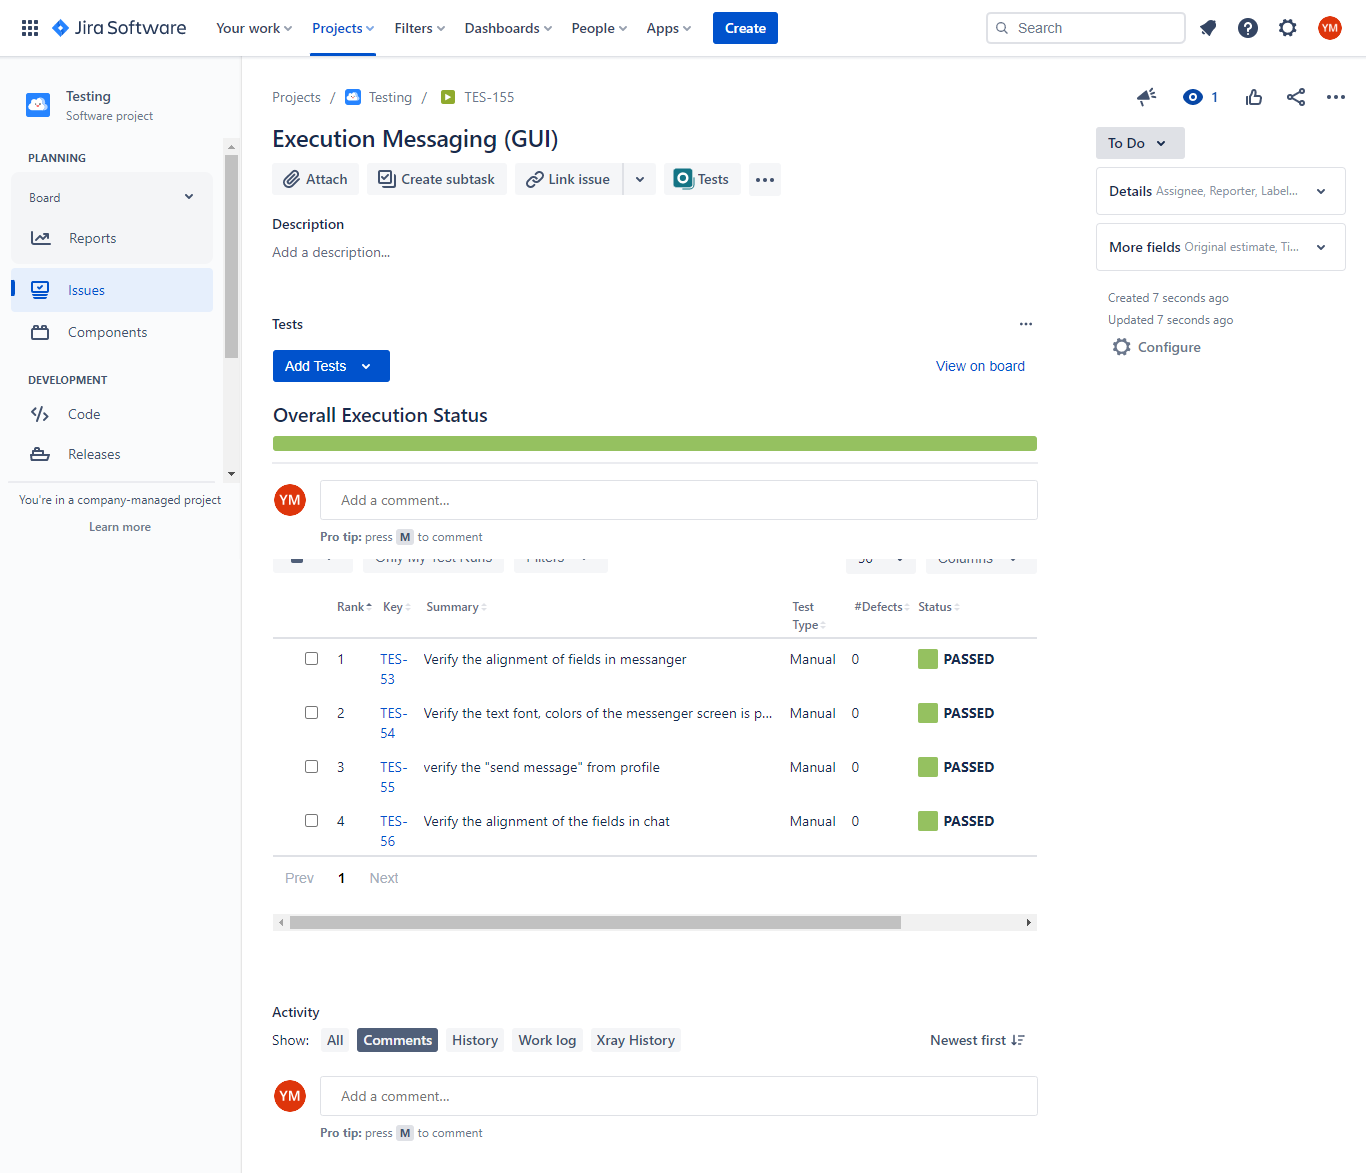 Jira Software Your work Projects Filters Dashboards People Apps Create Search YM
Testing
Software project
PLANNING
Board
Reports
Issues
Components
DEVELOPMENT
Code
Releases
You're in a company-managed project
Learn more
Projects / Testing / TES-155
1
Execution Messaging (GUI)
Attach Create subtask Link issue Tests
Description
Add a description...
Tests
Add Tests View on board
Overall Execution Status
YM Add a comment...
Pro tip: press M to comment
Only My Test Runs Filters 50 Columns
Rank Key Summary Test Type #Defects Status
1 TES-53 Verify the alignment of fields in messanger Manual 0 PASSED
2 TES-54 Verify the text font, colors of the messenger screen is p... Manual 0 PASSED
3 TES-55 verify the "send message" from profile Manual 0 PASSED
4 TES-56 Verify the alignment of the fields in chat Manual 0 PASSED
Prev 1 Next
Activity
Show: All Comments History Work log Xray History Newest first
YM Add a comment...
Pro tip: press M to comment
To Do
Details Assignee, Reporter, Label...
More fields Original estimate, Ti...
Created 7 seconds ago
Updated 7 seconds ago
Configure